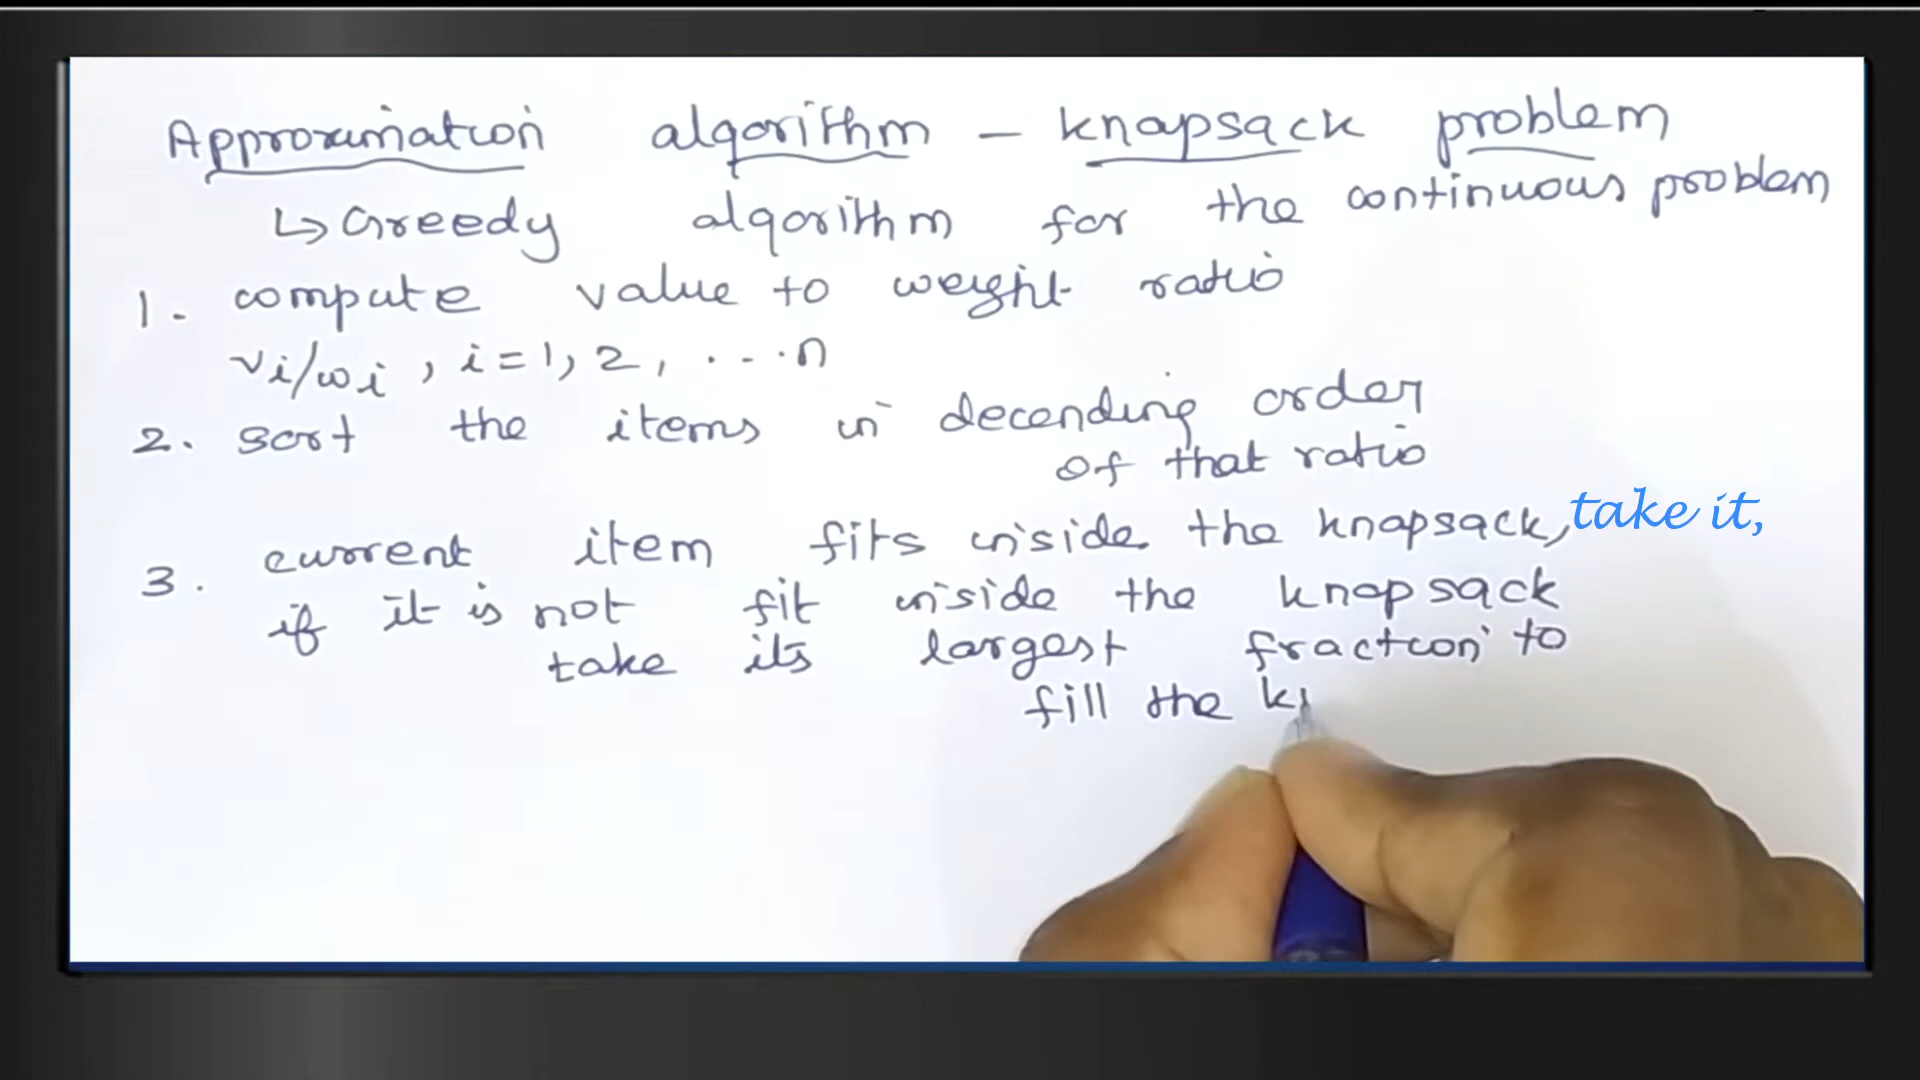 Approximation algorithm - knapsack problem
↳ Greedy algorithm for the continuous problem
1. compute value to weight ratio
vi/wi, i=1, 2, ....n
2. sort the items in decending order
of that ratio
3. current item fits inside the knapsack, take it,
if it is not fit inside the knapsack
take its largest fraction to
fill the k